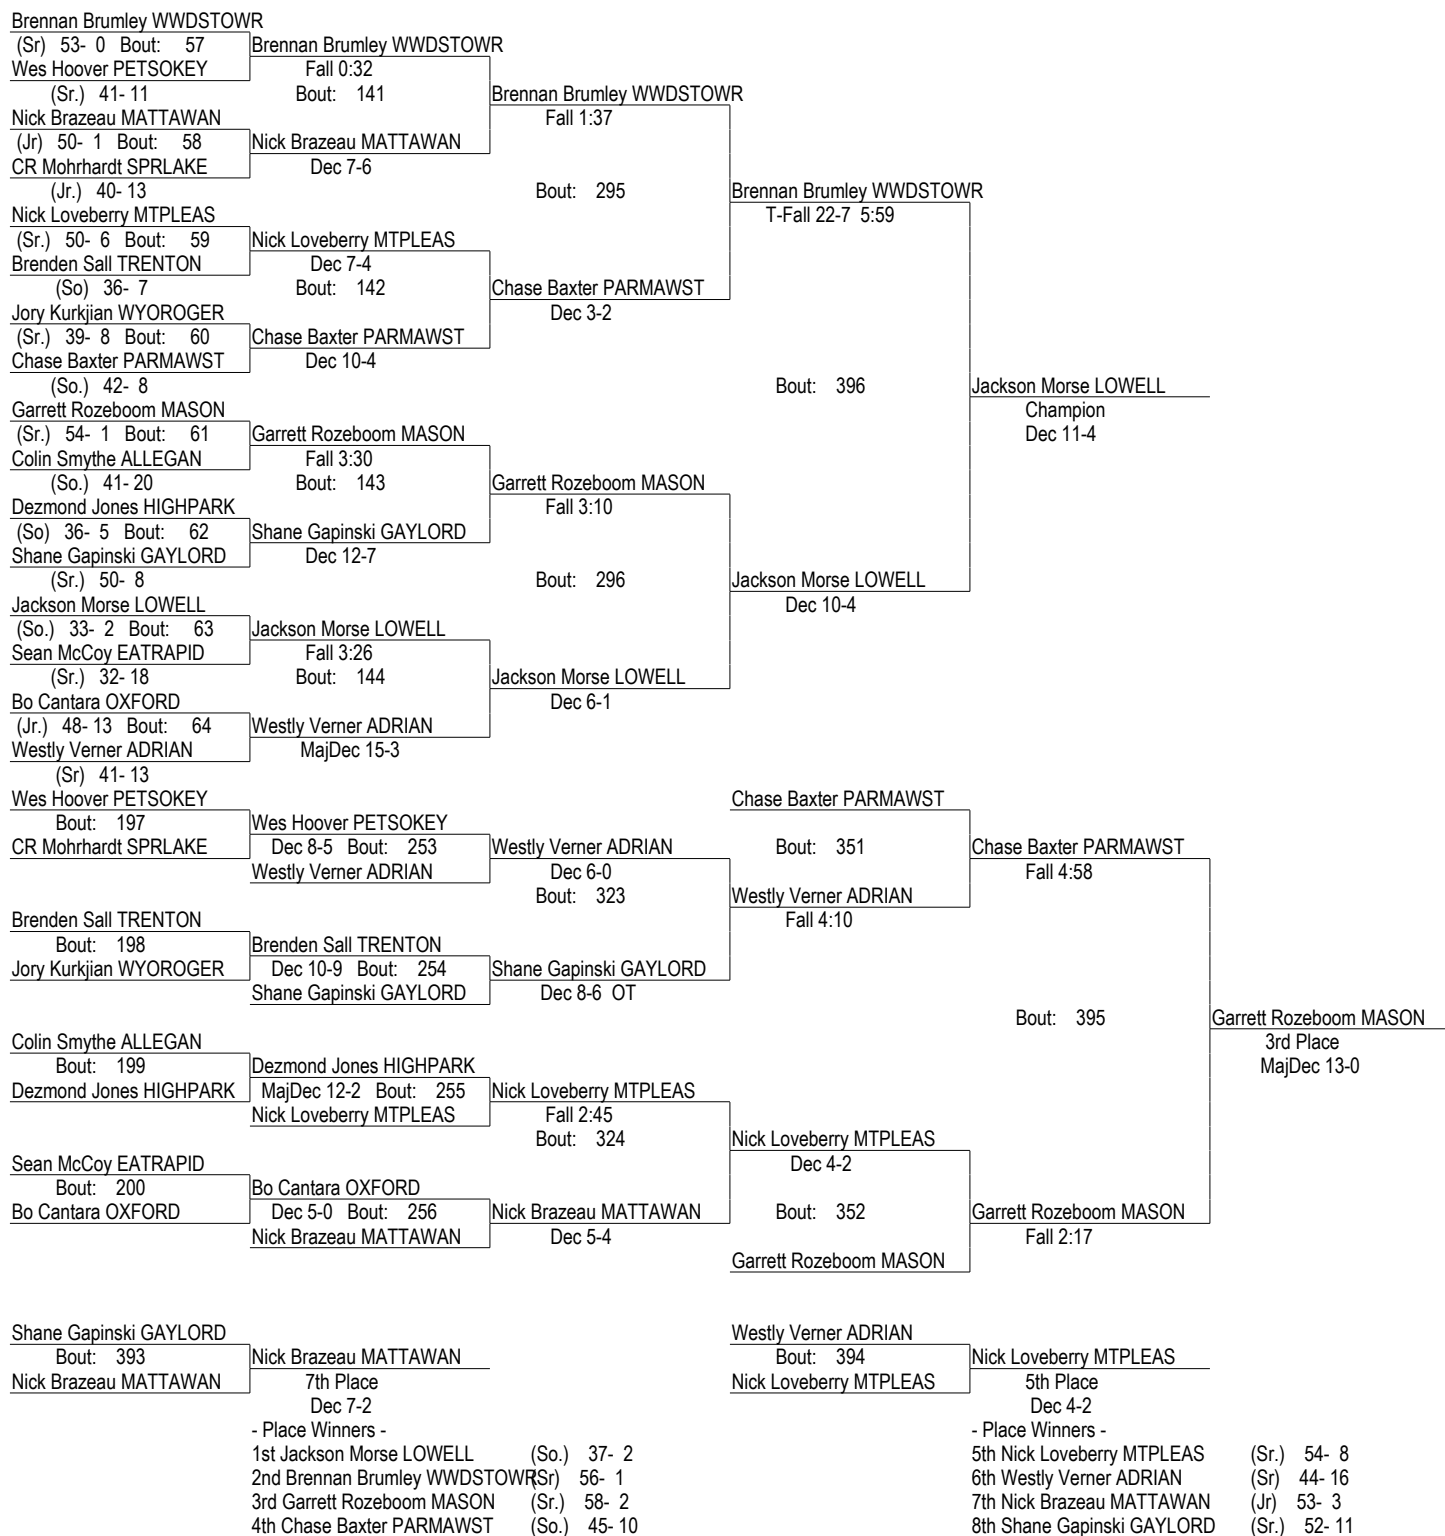 Brennan Brumley WWDSTOWR
(Sr) 53- 0 Bout: 57 Brennan Brumley WWDSTOWR
Wes Hoover PETSOKEY Fall 0:32
(Sr.) 41- 11 Bout: 141 Brennan Brumley WWDSTOWR
Nick Brazeau MATTAWAN Fall 1:37
(Jr) 50- 1 Bout: 58 Nick Brazeau MATTAWAN
CR Mohrhardt SPRLAKE Dec 7-6
(Jr.) 40- 13 Bout: 295 Brennan Brumley WWDSTOWR
Nick Loveberry MTPLEAS T-Fall 22-7 5:59
(Sr.) 50- 6 Bout: 59 Nick Loveberry MTPLEAS
Brenden Sall TRENTON Dec 7-4
(So) 36- 7 Bout: 142 Chase Baxter PARMAWST
Jory Kurkjian WYOROGER Dec 3-2
(Sr.) 39- 8 Bout: 60 Chase Baxter PARMAWST
Chase Baxter PARMAWST Dec 10-4
(So.) 42- 8 Bout: 396 Jackson Morse LOWELL
Garrett Rozeboom MASON Champion
(Sr.) 54- 1 Bout: 61 Garrett Rozeboom MASON Dec 11-4
Colin Smythe ALLEGAN Fall 3:30
(So.) 41- 20 Bout: 143 Garrett Rozeboom MASON
Dezmond Jones HIGHPARK Fall 3:10
(So) 36- 5 Bout: 62 Shane Gapinski GAYLORD
Shane Gapinski GAYLORD Dec 12-7
(Sr.) 50- 8 Bout: 296 Jackson Morse LOWELL
Jackson Morse LOWELL Dec 10-4
(So.) 33- 2 Bout: 63 Jackson Morse LOWELL
Sean McCoy EATRAPID Fall 3:26
(Sr.) 32- 18 Bout: 144 Jackson Morse LOWELL
Bo Cantara OXFORD Dec 6-1
(Jr.) 48- 13 Bout: 64 Westly Verner ADRIAN
Westly Verner ADRIAN MajDec 15-3
(Sr) 41- 13
Wes Hoover PETSOKEY Chase Baxter PARMAWST
Bout: 197 Wes Hoover PETSOKEY
CR Mohrhardt SPRLAKE Dec 8-5 Bout: 253 Westly Verner ADRIAN Bout: 351 Chase Baxter PARMAWST
Westly Verner ADRIAN Dec 6-0 Fall 4:58
Bout: 323 Westly Verner ADRIAN
Brenden Sall TRENTON Fall 4:10
Bout: 198 Brenden Sall TRENTON
Jory Kurkjian WYOROGER Dec 10-9 Bout: 254 Shane Gapinski GAYLORD
Shane Gapinski GAYLORD Dec 8-6 OT
Bout: 395 Garrett Rozeboom MASON
Colin Smythe ALLEGAN 3rd Place
Bout: 199 Dezmond Jones HIGHPARK MajDec 13-0
Dezmond Jones HIGHPARK MajDec 12-2 Bout: 255 Nick Loveberry MTPLEAS
Nick Loveberry MTPLEAS Fall 2:45
Bout: 324 Nick Loveberry MTPLEAS
Sean McCoy EATRAPID Dec 4-2
Bout: 200 Bo Cantara OXFORD
Bo Cantara OXFORD Dec 5-0 Bout: 256 Nick Brazeau MATTAWAN Bout: 352 Garrett Rozeboom MASON
Nick Brazeau MATTAWAN Dec 5-4 Fall 2:17
Garrett Rozeboom MASON
Shane Gapinski GAYLORD Westly Verner ADRIAN
Bout: 393 Nick Brazeau MATTAWAN Bout: 394 Nick Loveberry MTPLEAS
Nick Brazeau MATTAWAN 7th Place Nick Loveberry MTPLEAS 5th Place
Dec 7-2 Dec 4-2
- Place Winners - - Place Winners -
1st Jackson Morse LOWELL (So.) 37- 2 5th Nick Loveberry MTPLEAS (Sr.) 54- 8
2nd Brennan Brumley WWDSTOWR (Sr) 56- 1 6th Westly Verner ADRIAN (Sr) 44- 16
3rd Garrett Rozeboom MASON (Sr.) 58- 2 7th Nick Brazeau MATTAWAN (Jr) 53- 3
4th Chase Baxter PARMAWST (So.) 45- 10 8th Shane Gapinski GAYLORD (Sr.) 52- 11